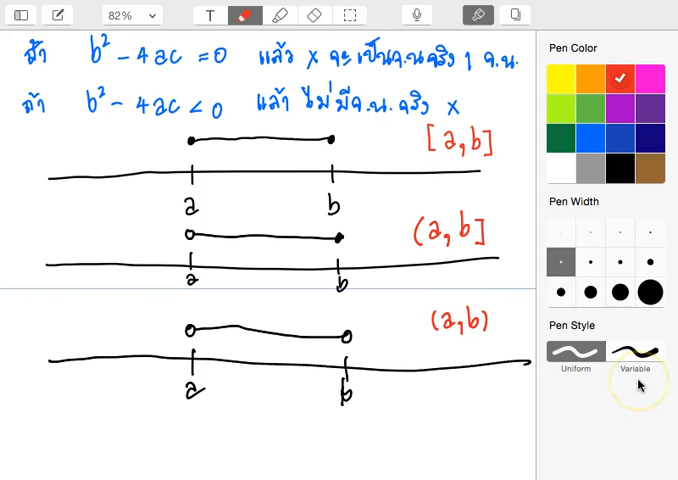 82%
T
ถ้า b² - 4ac = 0 แล้ว x จะเป็นจ.นจริง 1 จ.น.
ถ้า b² - 4ac < 0 แล้ว ไม่มีจ.น.จริง x
[a,b]
a b
(a,b]
a b
(a,b)
a b
Pen Color
Pen Width
Pen Style
Uniform Variable